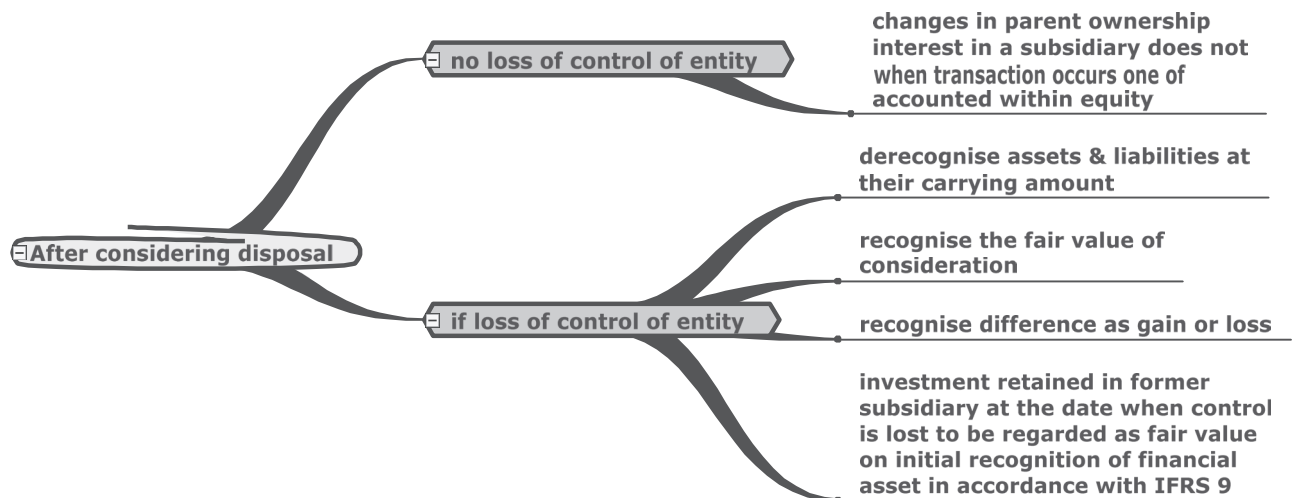 changes in parent ownership
interest in a subsidiary does not
when transaction occurs one of
accounted within equity
no loss of control of entity
derecognise assets & liabilities at
their carrying amount
After considering disposal
recognise the fair value of
consideration
if loss of control of entity
recognise difference as gain or loss
investment retained in former
subsidiary at the date when control
is lost to be regarded as fair value
on initial recognition of financial
asset in accordance with IFRS 9